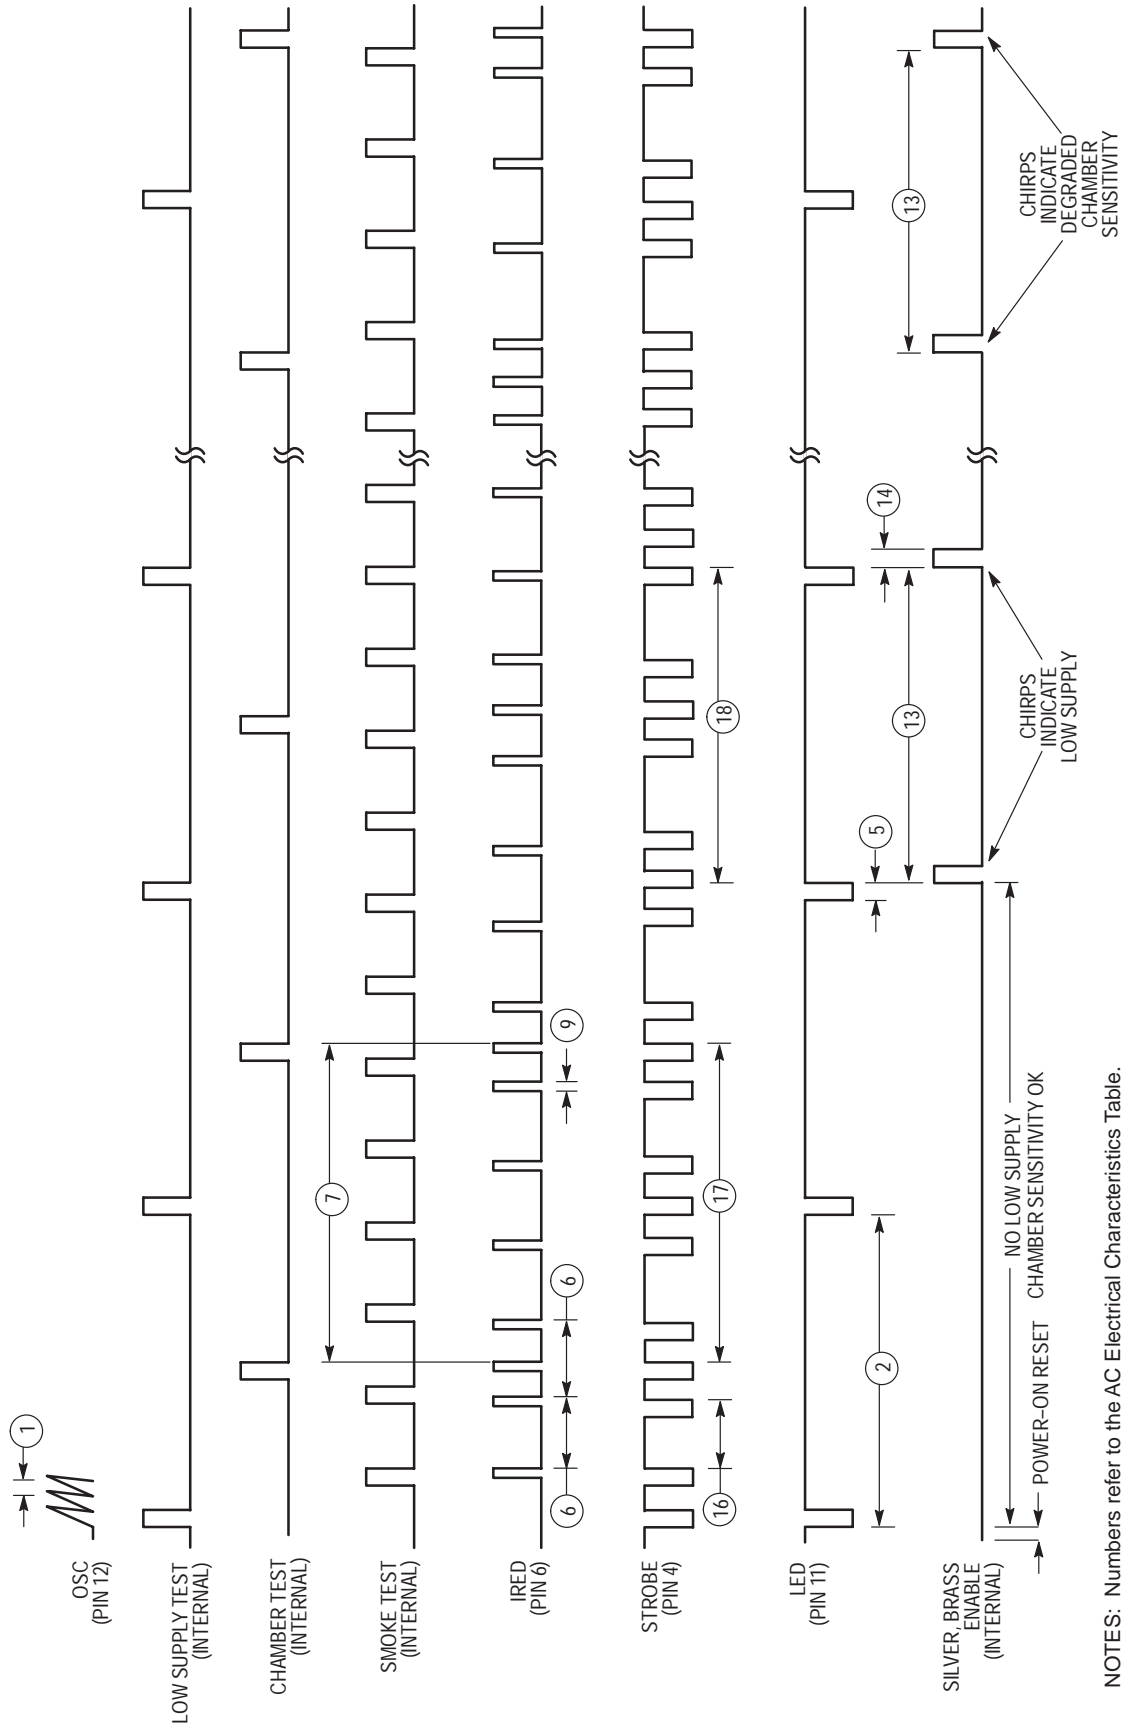 1
OSC
(PIN 12)
LOW SUPPLY TEST
(INTERNAL)
CHAMBER TEST
(INTERNAL)
7
SMOKE TEST
(INTERNAL)
IRED
(PIN 6)
6
6
9
STROBE
(PIN 4)
16
17
18
LED
(PIN 11)
2
5
13
14
13
SILVER, BRASS
ENABLE
(INTERNAL)
POWER–ON RESET
NO LOW SUPPLY
CHAMBER SENSITIVITY OK
CHIRPS
INDICATE
LOW SUPPLY
CHIRPS
INDICATE
DEGRADED
CHAMBER
SENSITIVITY
NOTES: Numbers refer to the AC Electrical Characteristics Table.